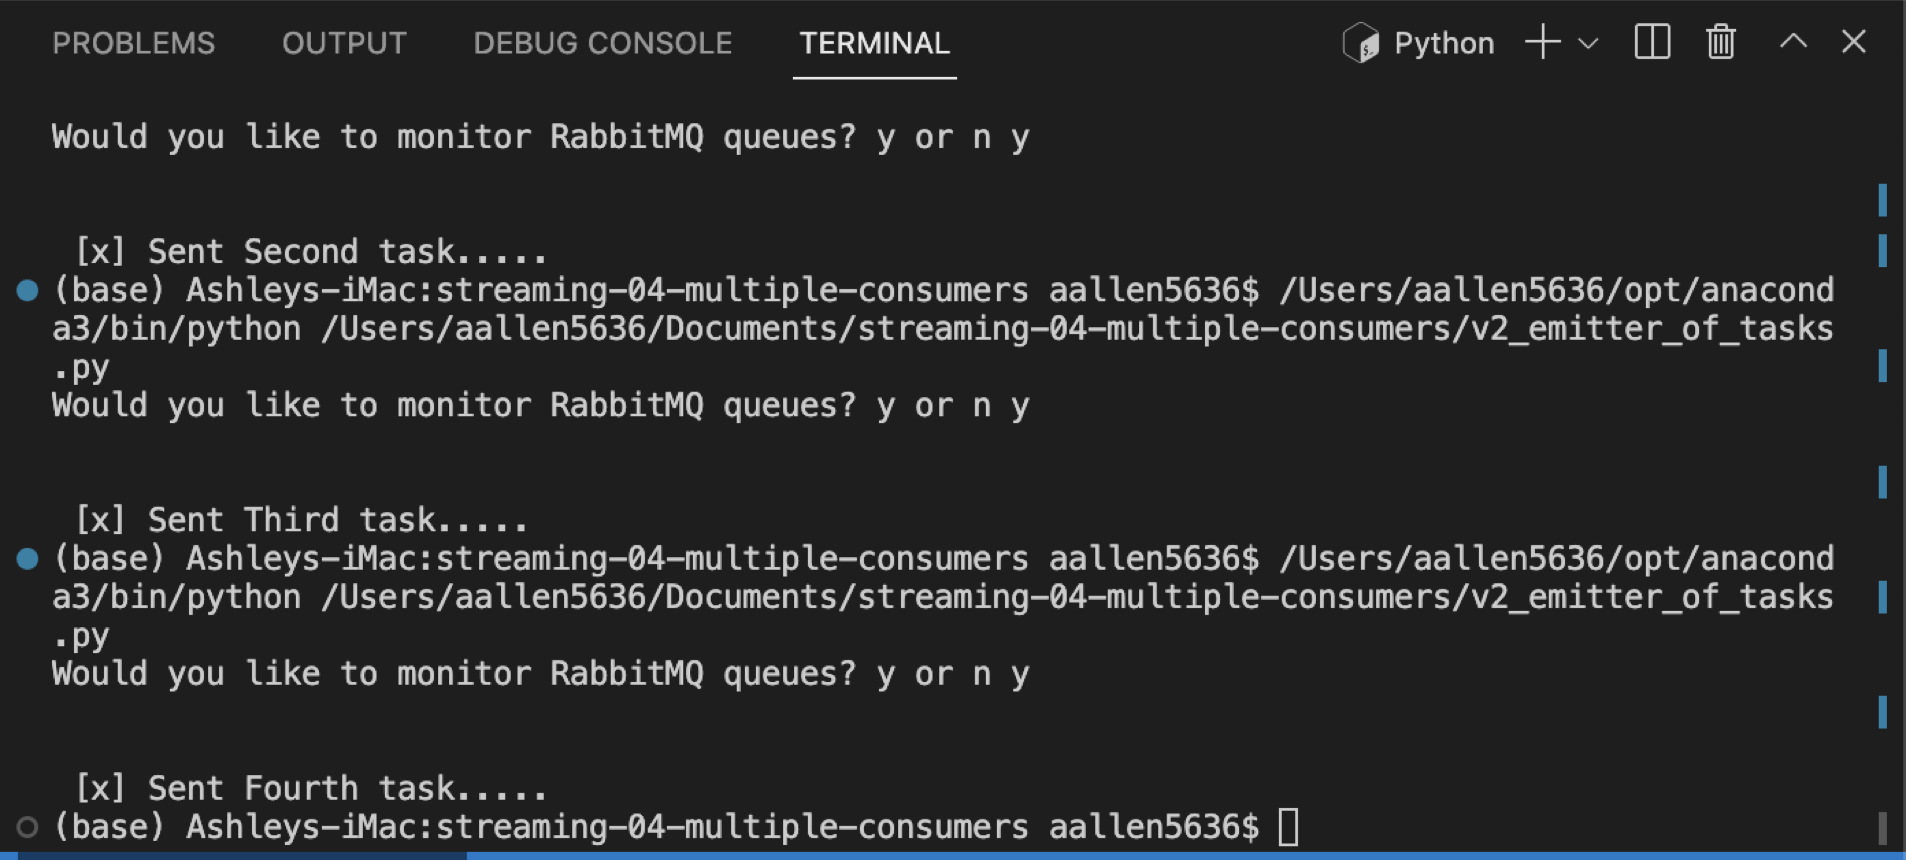 PROBLEMS OUTPUT DEBUG CONSOLE TERMINAL Python
Would you like to monitor RabbitMQ queues? y or n y
[x] Sent Second task.....
(base) Ashleys-iMac:streaming-04-multiple-consumers aallen5636$ /Users/aallen5636/opt/anacond
a3/bin/python /Users/aallen5636/Documents/streaming-04-multiple-consumers/v2_emitter_of_tasks
.py
Would you like to monitor RabbitMQ queues? y or n y
[x] Sent Third task.....
(base) Ashleys-iMac:streaming-04-multiple-consumers aallen5636$ /Users/aallen5636/opt/anacond
a3/bin/python /Users/aallen5636/Documents/streaming-04-multiple-consumers/v2_emitter_of_tasks
.py
Would you like to monitor RabbitMQ queues? y or n y
[x] Sent Fourth task.....
(base) Ashleys-iMac:streaming-04-multiple-consumers aallen5636$